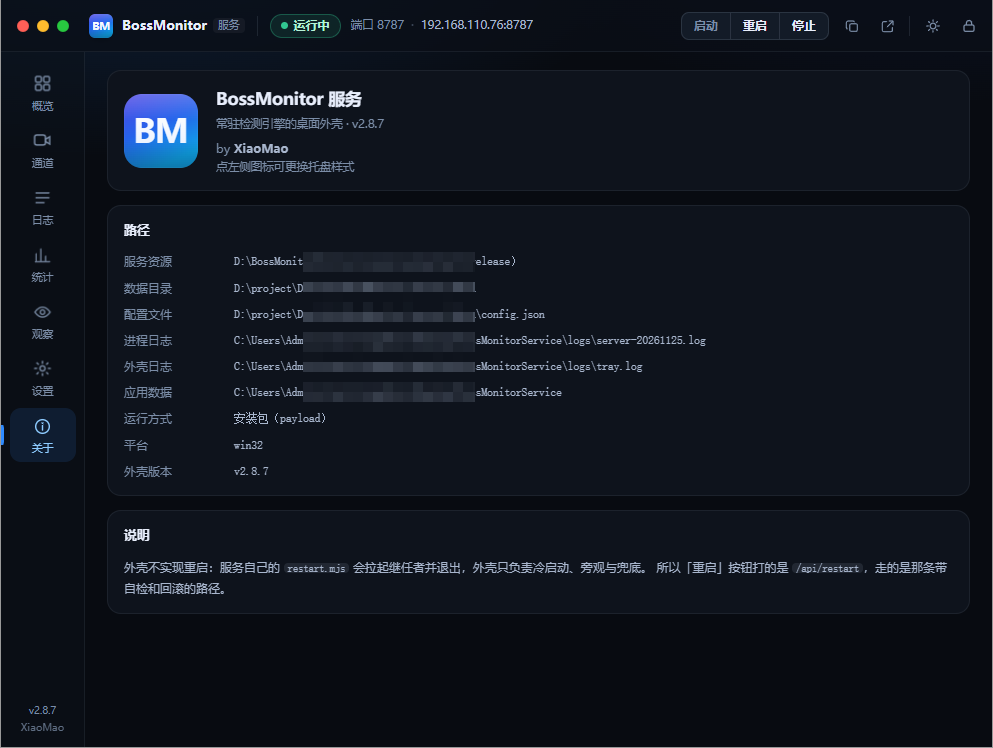 BM BossMonitor 服务 运行中 端口 8787 · 192.168.110.76:8787 启动 重启 停止
概览
通道
日志
统计
观察
设置
关于
v2.8.7
XiaoMao
BM
BossMonitor 服务
常驻检测引擎的桌面外壳 · v2.8.7
by XiaoMao
点左侧图标可更换托盘样式
路径
服务资源 D:\BossMonit elease)
数据目录 D:\project\D
配置文件 D:\project\D \config.json
进程日志 C:\Users\Adm sMonitorService\logs\server-20261125.log
外壳日志 C:\Users\Adm sMonitorService\logs\tray.log
应用数据 C:\Users\Adm sMonitorService
运行方式 安装包 (payload)
平台 win32
外壳版本 v2.8.7
说明
外壳不实现重启：服务自己的 restart.mjs 会拉起继任者并退出，外壳只负责冷启动、旁观与兜底。 所以「重启」按钮打的是 /api/restart，走的是那条带
自检和回滚的路径。